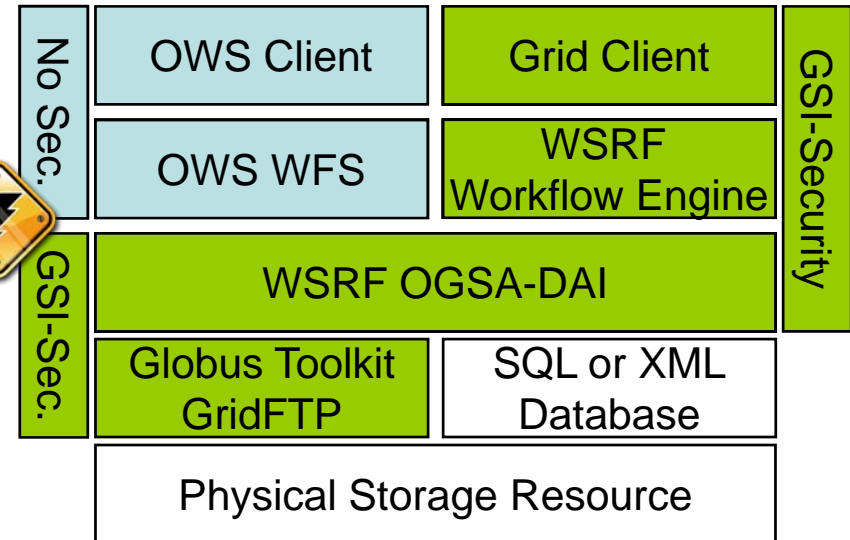 No Sec.
OWS Client
Grid Client
GSI-Security
OWS WFS
WSRF
Workflow Engine
GSI-Sec.
WSRF OGSA-DAI
Globus Toolkit
GridFTP
SQL or XML
Database
Physical Storage Resource